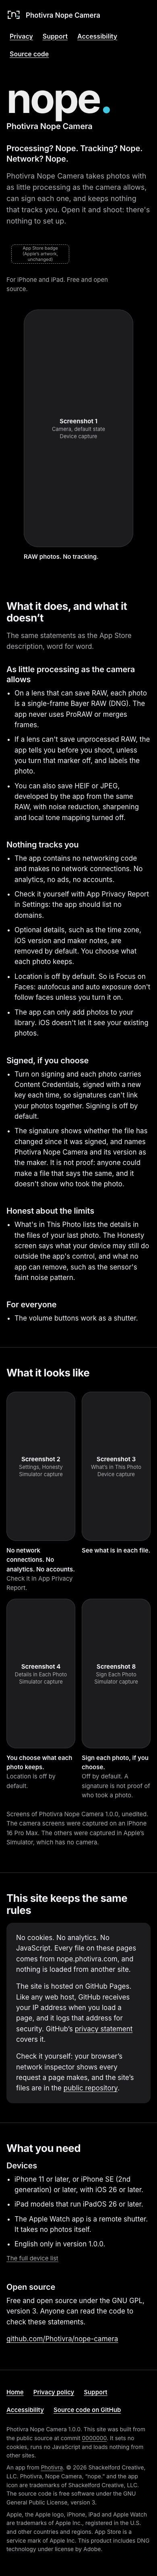 Photivra Nope Camera
Privacy Support Accessibility
Source code
nope.
Photivra Nope Camera
Processing? Nope. Tracking? Nope.
Network? Nope.
Photivra Nope Camera takes photos with
as little processing as the camera allows,
can sign each one, and keeps nothing
that tracks you. Open it and shoot: there's
nothing to set up.
App Store badge
(Apple's artwork,
unchanged)
For iPhone and iPad. Free and open
source.
Screenshot 1
Camera, default state
Device capture
RAW photos. No tracking.
What it does, and what it
doesn't
The same statements as the App Store
description, word for word.
As little processing as the camera
allows
On a lens that can save RAW, each photo
is a single-frame Bayer RAW (DNG). The
app never uses ProRAW or merges
frames.
If a lens can't save unprocessed RAW, the
app tells you before you shoot, unless
you turn that marker off, and labels the
photo.
You can also save HEIF or JPEG,
developed by the app from the same
RAW, with noise reduction, sharpening
and local tone mapping turned off.
Nothing tracks you
The app contains no networking code
and makes no network connections. No
analytics, no ads, no accounts.
Check it yourself with App Privacy Report
in Settings: the app should list no
domains.
Optional details, such as the time zone,
iOS version and maker notes, are
removed by default. You choose what
each photo keeps.
Location is off by default. So is Focus on
Faces: autofocus and auto exposure don't
follow faces unless you turn it on.
The app can only add photos to your
library. iOS doesn't let it see your existing
photos.
Signed, if you choose
Turn on signing and each photo carries
Content Credentials, signed with a new
key each time, so signatures can't link
your photos together. Signing is off by
default.
The signature shows whether the file has
changed since it was signed, and names
Photivra Nope Camera and its version as
the maker. It is not proof: anyone could
make a file that says the same, and it
doesn't show who took the photo.
Honest about the limits
What's in This Photo lists the details in
the files of your last photo. The Honesty
screen says what your device may still do
outside the app's control, and what no
app can remove, such as the sensor's
faint noise pattern.
For everyone
The volume buttons work as a shutter.
What it looks like
Screenshot 2
Settings, Honesty
Simulator capture
No network
connections. No
analytics. No accounts.
Check it in App Privacy
Report.
Screenshot 3
What's In This Photo
Device capture
See what is in each file.
Screenshot 4
Details in Each Photo
Simulator capture
You choose what each
photo keeps.
Location is off by
default.
Screenshot 8
Sign Each Photo
Simulator capture
Sign each photo, if you
choose.
Off by default. A
signature is not proof of
who took a photo.
Screens of Photivra Nope Camera 1.0.0, unedited.
The camera screens were captured on an iPhone
16 Pro Max. The others were captured in Apple's
Simulator, which has no camera.
This site keeps the same
rules
No cookies. No analytics. No
JavaScript. Every file on these pages
comes from nope.photivra.com, and
nothing is loaded from another site.
The site is hosted on GitHub Pages.
Like any web host, GitHub receives
your IP address when you load a
page, and it logs that address for
security. GitHub's privacy statement
covers it.
Check it yourself: your browser's
network inspector shows every
request a page makes, and the site's
files are in the public repository.
What you need
Devices
iPhone 11 or later, or iPhone SE (2nd
generation) or later, with iOS 26 or later.
iPad models that run iPadOS 26 or later.
The Apple Watch app is a remote shutter.
It takes no photos itself.
English only in version 1.0.0.
The full device list
Open source
Free and open source under the GNU GPL,
version 3. Anyone can read the code to
check these statements.
github.com/Photivra/nope-camera
Home Privacy policy Support
Accessibility Source code on GitHub
Photivra Nope Camera 1.0.0. This site was built from
the public source at commit 0000000. It sets no
cookies, runs no JavaScript and loads nothing from
other sites.
An app from Photivra. © 2026 Shackelford Creative,
LLC. Photivra, Nope Camera, "nope." and the app
icon are trademarks of Shackelford Creative, LLC.
The source code is free software under the GNU
General Public License, version 3.
Apple, the Apple logo, iPhone, iPad and Apple Watch
are trademarks of Apple Inc., registered in the U.S.
and other countries and regions. App Store is a
service mark of Apple Inc. This product includes DNG
technology under license by Adobe.